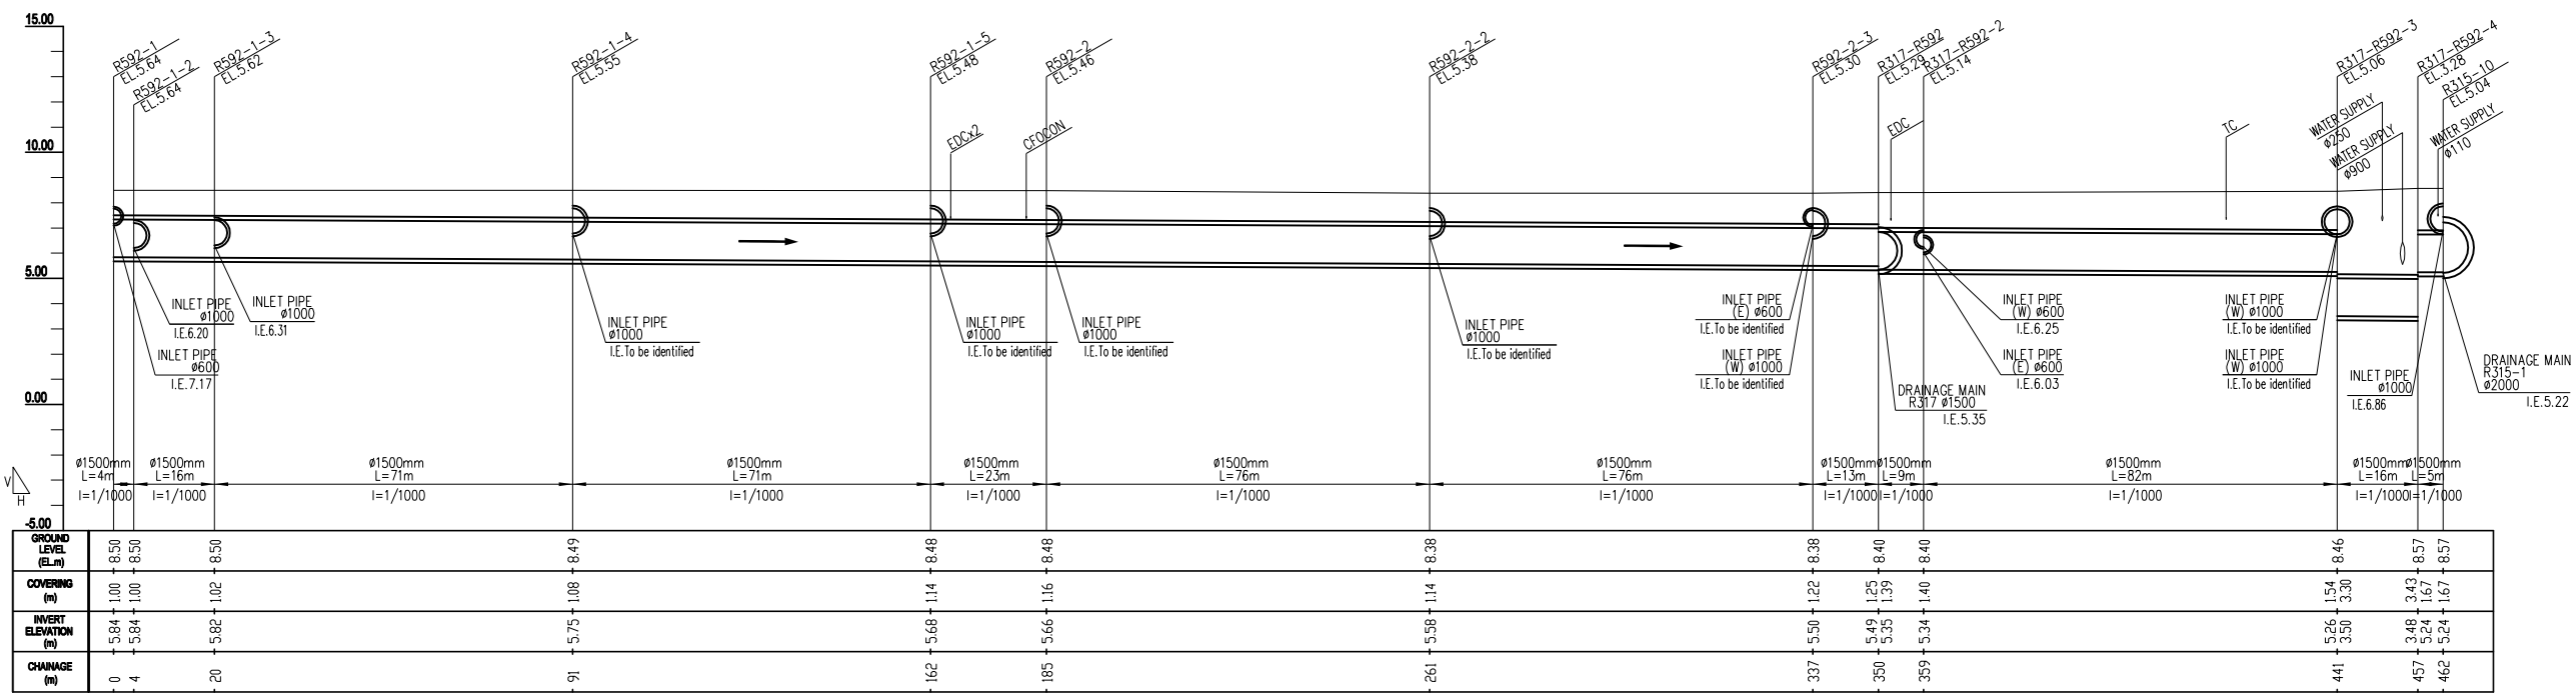 15.00
10.00
5.00
0.00
-5.00
R592-1
EL.5.64
R592-1-2
EL.5.64
R592-1-3
EL.5.62
R592-1-4
EL.5.55
R592-1-5
EL.5.48
R592-2
EL.5.46
R592-2-2
EL.5.38
R592-2-3
EL.5.30
R317-R592
EL.5.29
R317-R592-2
EL.5.14
R317-R592-3
EL.5.06
R317-R592-4
EL.3.28
R315-10
EL.5.04
EDCx2
CFOCON
EDC
TC
WATER SUPPLY
ø250
WATER SUPPLY
ø900
WATER SUPPLY
ø110
INLET PIPE
ø1000
I.E.6.20
INLET PIPE
ø600
I.E.7.17
INLET PIPE
ø1000
I.E.6.31
INLET PIPE
ø1000
I.E.To be identified
INLET PIPE
ø1000
I.E.To be identified
INLET PIPE
ø1000
I.E.To be identified
INLET PIPE
ø1000
I.E.To be identified
INLET PIPE
(E) ø600
I.E.To be identified
INLET PIPE
(W) ø1000
I.E.To be identified
DRAINAGE MAIN
R317 ø1500
I.E.5.35
INLET PIPE
(W) ø600
I.E.6.25
INLET PIPE
(E) ø600
I.E.6.03
INLET PIPE
(W) ø1000
I.E.To be identified
INLET PIPE
(W) ø1000
I.E.To be identified
INLET PIPE
ø1000
I.E.6.86
DRAINAGE MAIN
R315-1
ø2000
I.E.5.22
V
H
ø1500mm
L=4m
I=1/1000
ø1500mm
L=16m
I=1/1000
ø1500mm
L=71m
I=1/1000
ø1500mm
L=71m
I=1/1000
ø1500mm
L=23m
I=1/1000
ø1500mm
L=76m
I=1/1000
ø1500mm
L=76m
I=1/1000
ø1500mm
L=13m
I=1/1000
ø1500mm
L=9m
I=1/1000
ø1500mm
L=82m
I=1/1000
ø1500mm
L=16m
I=1/1000
ø1500mm
L=5m
I=1/1000
GROUND
LEVEL
(EL.m)
8.50 8.50 8.50 8.49 8.48 8.48 8.38 8.38 8.40 8.40 8.46 8.57 8.57
COVERING
(m)
1.00 1.00 1.02 1.08 1.14 1.16 1.14 1.22 1.25 1.39 1.40 1.54 3.30 3.43 1.67 1.67
INVERT
ELEVATION
(m)
5.84 5.84 5.82 5.75 5.68 5.66 5.58 5.50 5.49 5.35 5.34 5.26 3.50 3.48 5.24 5.24
CHAINAGE
(m)
0 4 20 91 162 185 261 337 350 359 441 457 462